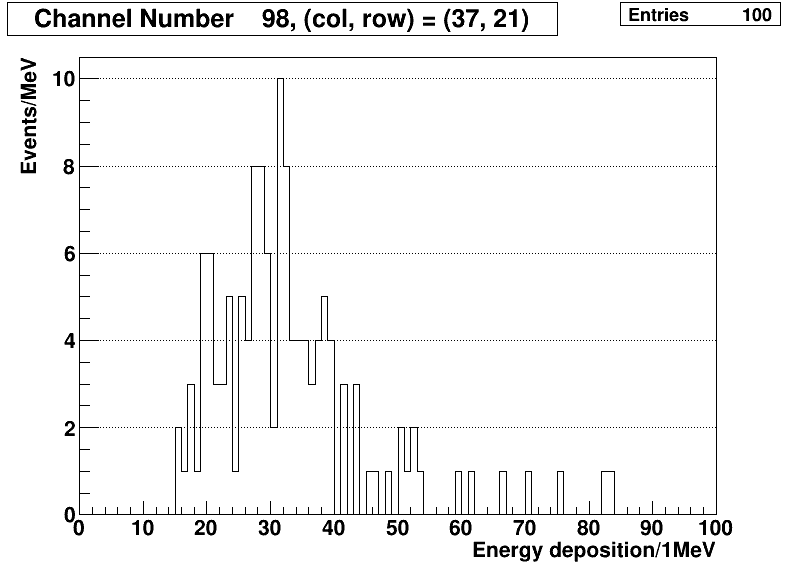 Channel Number 98, (col, row) = (37, 21)
Entries 100
Events/MeV
10
8
6
4
2
0
0 10 20 30 40 50 60 70 80 90 100
Energy deposition/1MeV